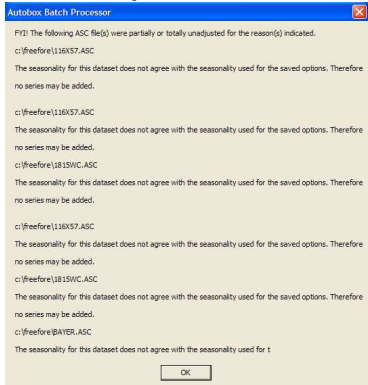 Autobox Batch Processor
FYI! The following ASC file(s) were partially or totally unadjusted for the reason(s) indicated.
c:\freefore\116X57.ASC
The seasonality for this dataset does not agree with the seasonality used for the saved options. Therefore
no series may be added.
c:\freefore\116X57.ASC
The seasonality for this dataset does not agree with the seasonality used for the saved options. Therefore
no series may be added.
c:\freefore\1815WC.ASC
The seasonality for this dataset does not agree with the seasonality used for the saved options. Therefore
no series may be added.
c:\freefore\116X57.ASC
The seasonality for this dataset does not agree with the seasonality used for the saved options. Therefore
no series may be added.
c:\freefore\1815WC.ASC
The seasonality for this dataset does not agree with the seasonality used for the saved options. Therefore
no series may be added.
c:\freefore\BAYER.ASC
The seasonality for this dataset does not agree with the seasonality used for t
OK